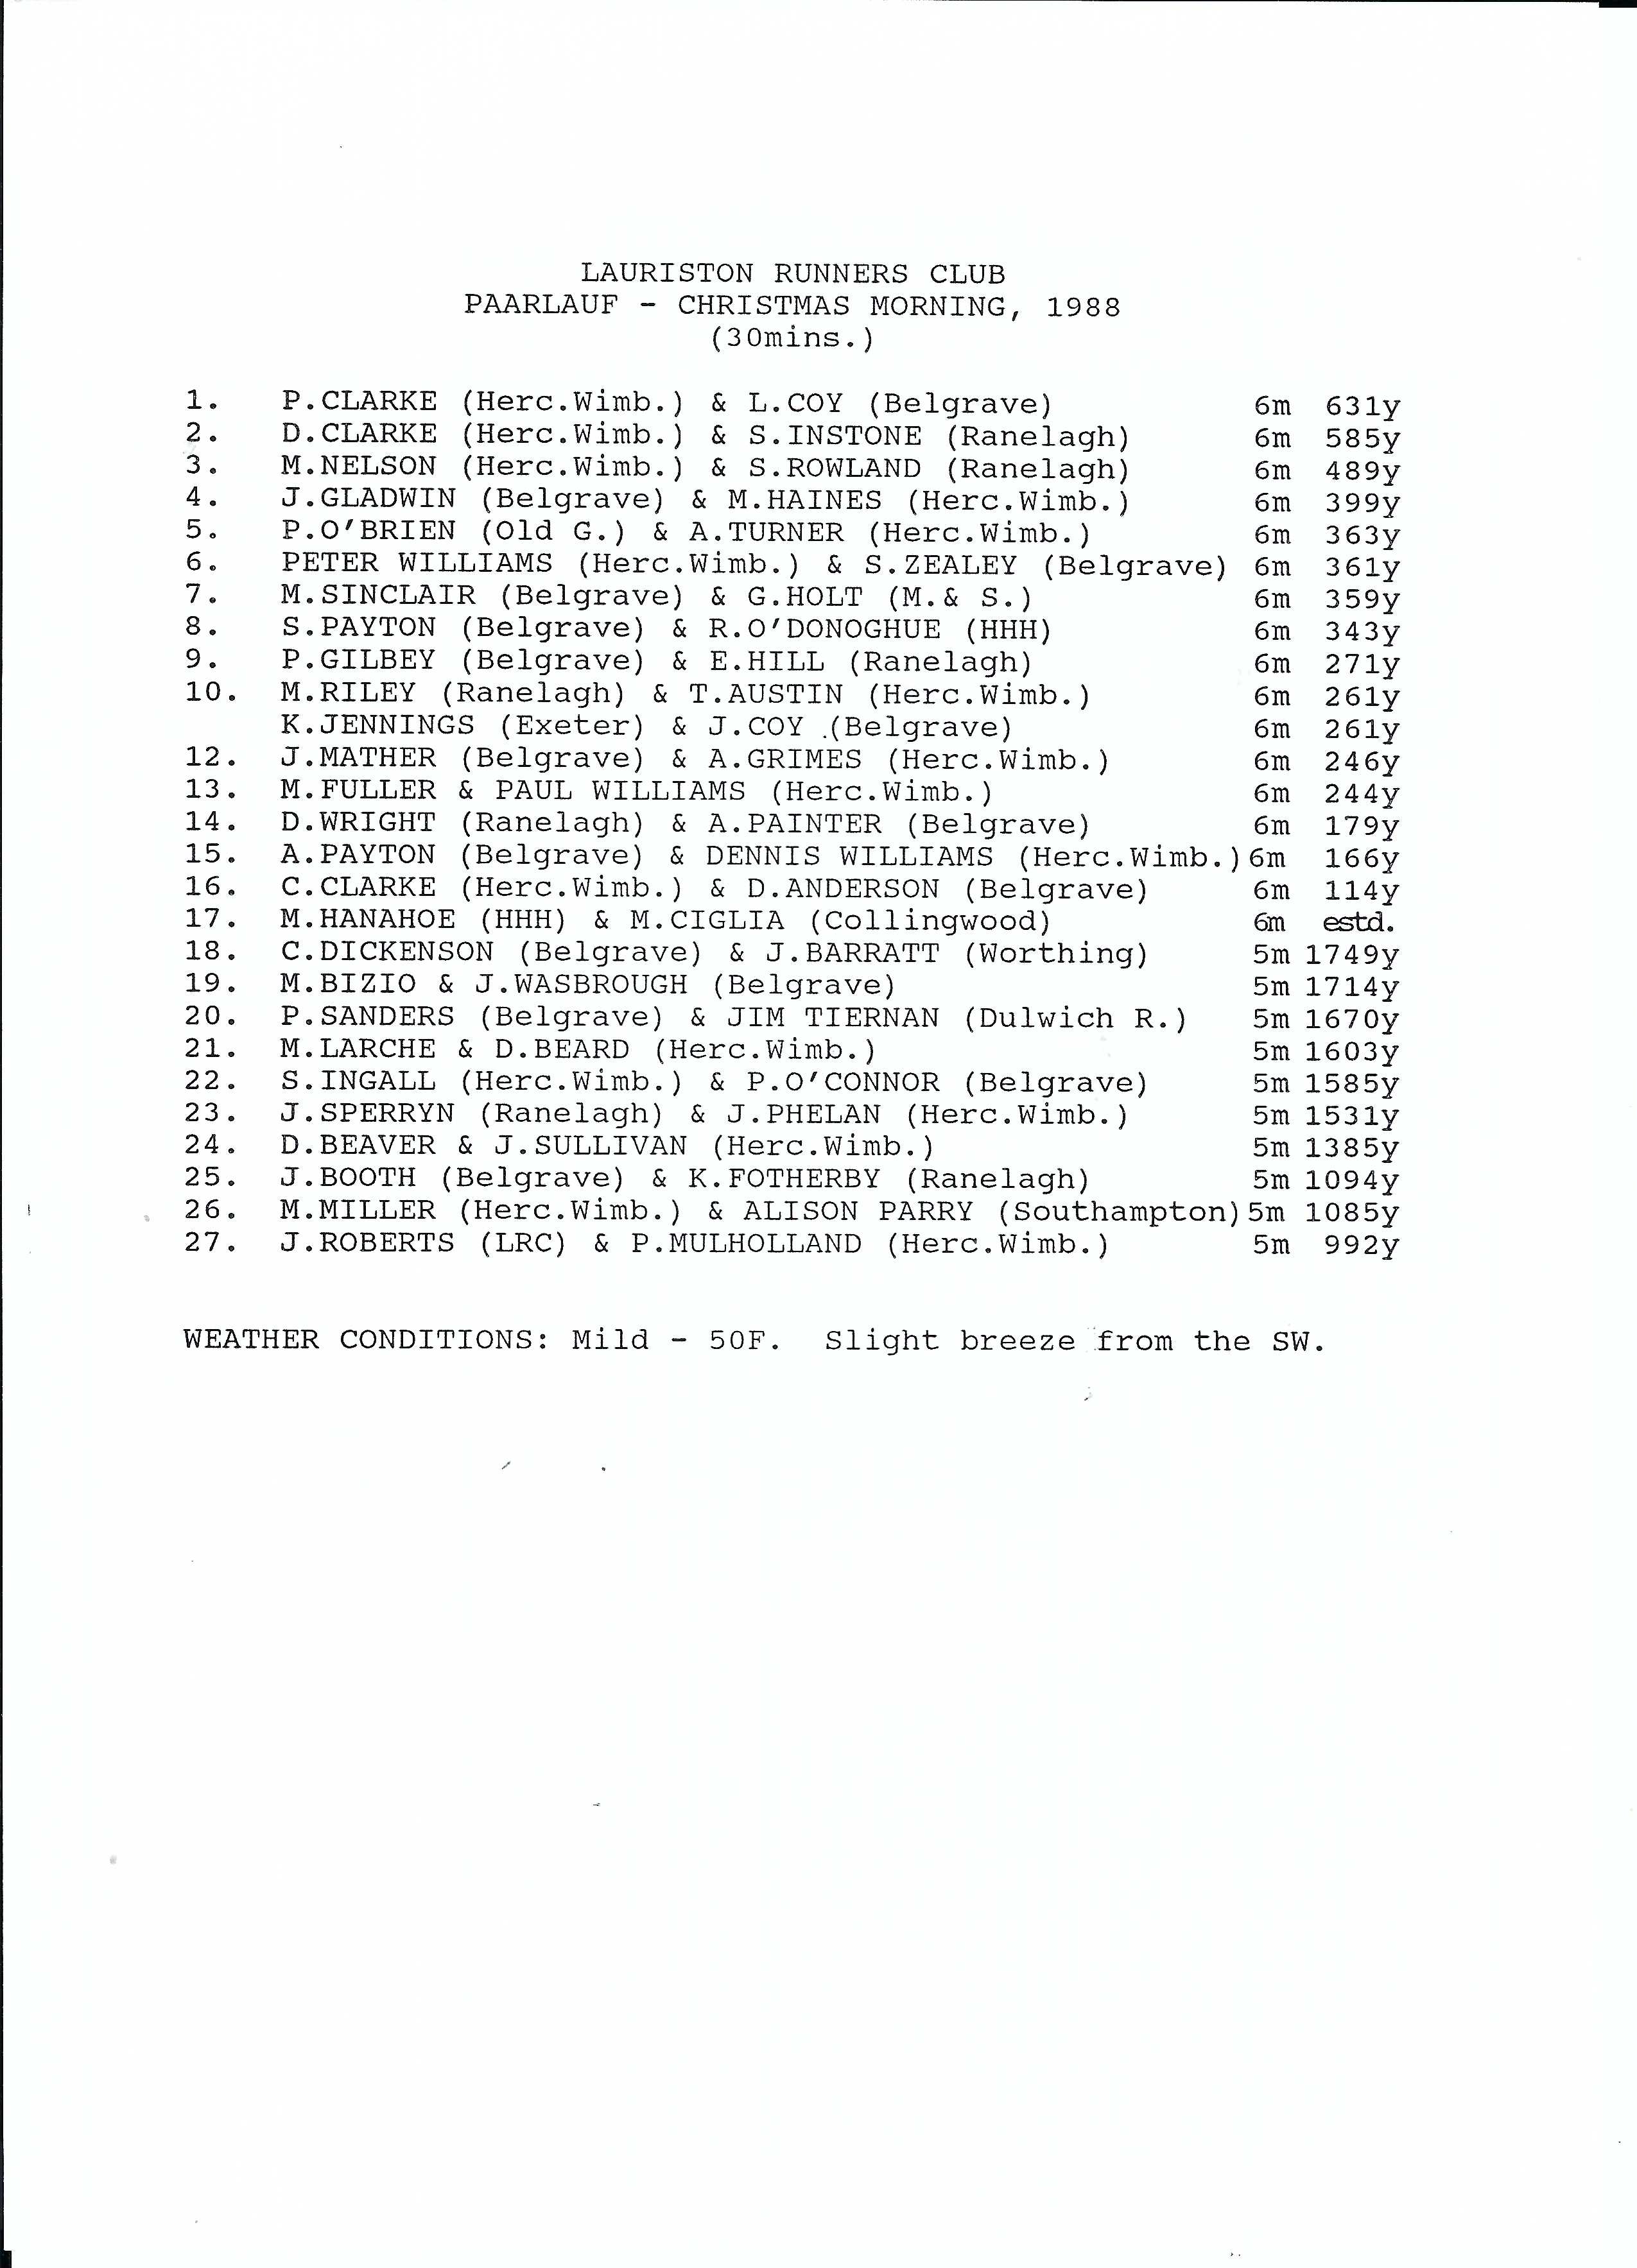 LAURISTON RUNNERS CLUB
PAARLAUF - CHRISTMAS MORNING, 1988
(30mins.)
1. P.CLARKE (Herc.Wimb.) & L.COY (Belgrave) 6m 631y
2. D.CLARKE (Herc.Wimb.) & S.INSTONE (Ranelagh) 6m 585y
3. M.NELSON (Herc.Wimb.) & S.ROWLAND (Ranelagh) 6m 489y
4. J.GLADWIN (Belgrave) & M.HAINES (Herc.Wimb.) 6m 399y
5. P.O'BRIEN (Old G.) & A.TURNER (Herc.Wimb.) 6m 363y
6. PETER WILLIAMS (Herc.Wimb.) & S.ZEALEY (Belgrave) 6m 361y
7. M.SINCLAIR (Belgrave) & G.HOLT (M.& S.) 6m 359y
8. S.PAYTON (Belgrave) & R.O'DONOGHUE (HHH) 6m 343y
9. P.GILBEY (Belgrave) & E.HILL (Ranelagh) 6m 271y
10. M.RILEY (Ranelagh) & T.AUSTIN (Herc.Wimb.) 6m 261y
K.JENNINGS (Exeter) & J.COY (Belgrave) 6m 261y
12. J.MATHER (Belgrave) & A.GRIMES (Herc.Wimb.) 6m 246y
13. M.FULLER & PAUL WILLIAMS (Herc.Wimb.) 6m 244y
14. D.WRIGHT (Ranelagh) & A.PAINTER (Belgrave) 6m 179y
15. A.PAYTON (Belgrave) & DENNIS WILLIAMS (Herc.Wimb.) 6m 166y
16. C.CLARKE (Herc.Wimb.) & D.ANDERSON (Belgrave) 6m 114y
17. M.HANAHOE (HHH) & M.CIGLIA (Collingwood) 6m estd.
18. C.DICKENSON (Belgrave) & J.BARRATT (Worthing) 5m 1749y
19. M.BIZIO & J.WASBROUGH (Belgrave) 5m 1714y
20. P.SANDERS (Belgrave) & JIM TIERNAN (Dulwich R.) 5m 1670y
21. M.LARCHE & D.BEARD (Herc.Wimb.) 5m 1603y
22. S.INGALL (Herc.Wimb.) & P.O'CONNOR (Belgrave) 5m 1585y
23. J.SPERRYN (Ranelagh) & J.PHELAN (Herc.Wimb.) 5m 1531y
24. D.BEAVER & J.SULLIVAN (Herc.Wimb.) 5m 1385y
25. J.BOOTH (Belgrave) & K.FOTHERBY (Ranelagh) 5m 1094y
26. M.MILLER (Herc.Wimb.) & ALISON PARRY (Southampton) 5m 1085y
27. J.ROBERTS (LRC) & P.MULHOLLAND (Herc.Wimb.) 5m 992y
WEATHER CONDITIONS: Mild - 50F. Slight breeze from the SW.